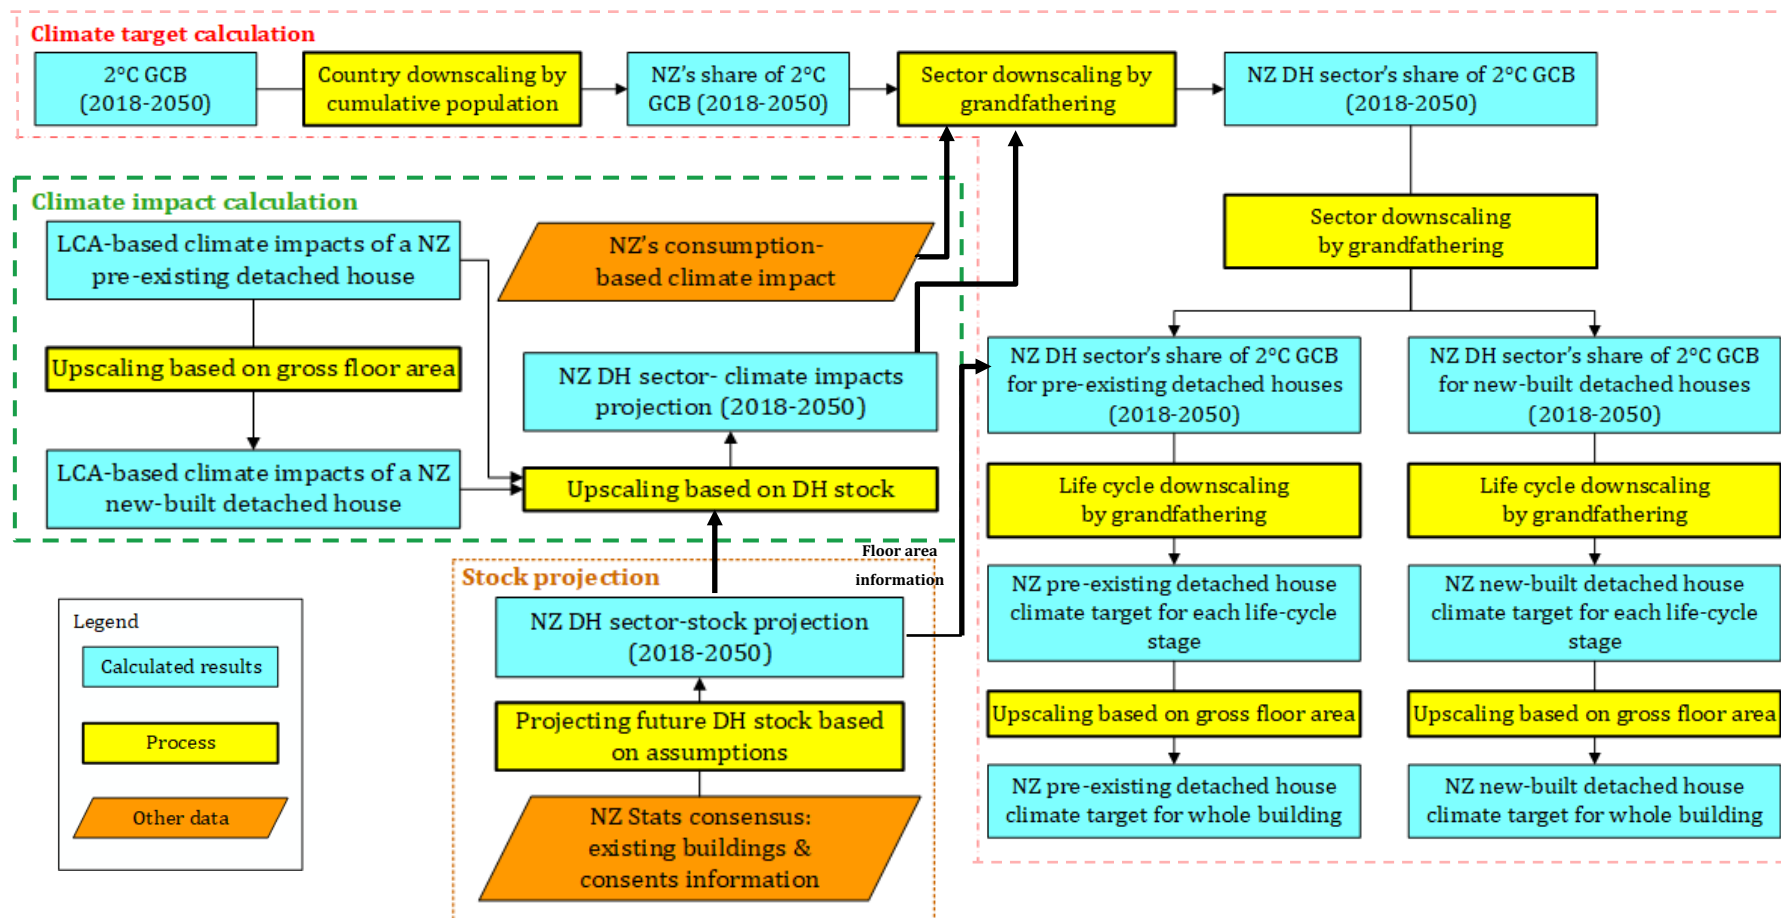 Climate target calculation
2°C GCB
(2018-2050)
Country downscaling by
cumulative population
NZ's share of 2°C
GCB (2018-2050)
Sector downscaling by
grandfathering
NZ DH sector's share of 2°C GCB
(2018-2050)
Sector downscaling
by grandfathering
NZ DH sector's share of 2°C GCB
for pre-existing detached houses
(2018-2050)
NZ DH sector's share of 2°C GCB
for new-built detached houses
(2018-2050)
Life cycle downscaling
by grandfathering
Life cycle downscaling
by grandfathering
NZ pre-existing detached house
climate target for each life-cycle
stage
NZ new-built detached house
climate target for each life-cycle
stage
Upscaling based on gross floor area
Upscaling based on gross floor area
NZ pre-existing detached house
climate target for whole building
NZ new-built detached house
climate target for whole building
Climate impact calculation
LCA-based climate impacts of a NZ
pre-existing detached house
NZ's consumption-
based climate impact
Upscaling based on gross floor area
NZ DH sector- climate impacts
projection (2018-2050)
LCA-based climate impacts of a NZ
new-built detached house
Upscaling based on DH stock
Floor area
information
Stock projection
NZ DH sector-stock projection
(2018-2050)
Projecting future DH stock based
on assumptions
NZ Stats consensus:
existing buildings &
consents information
Legend
Calculated results
Process
Other data